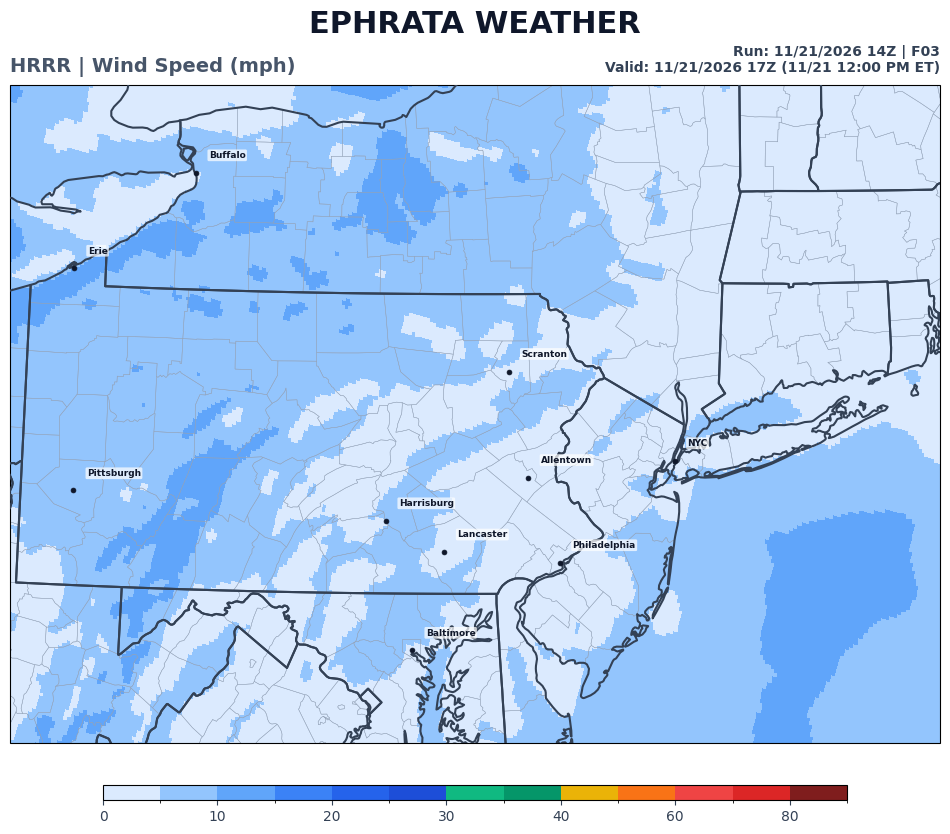 EPHRATA WEATHER
HRRR | Wind Speed (mph)
Run: 11/21/2026 14Z | F03
Valid: 11/21/2026 17Z (11/21 12:00 PM ET)
Buffalo
Erie
Scranton
NYC
Allentown
Pittsburgh
Harrisburg
Lancaster
Philadelphia
Baltimore
0 10 20 30 40 60 80